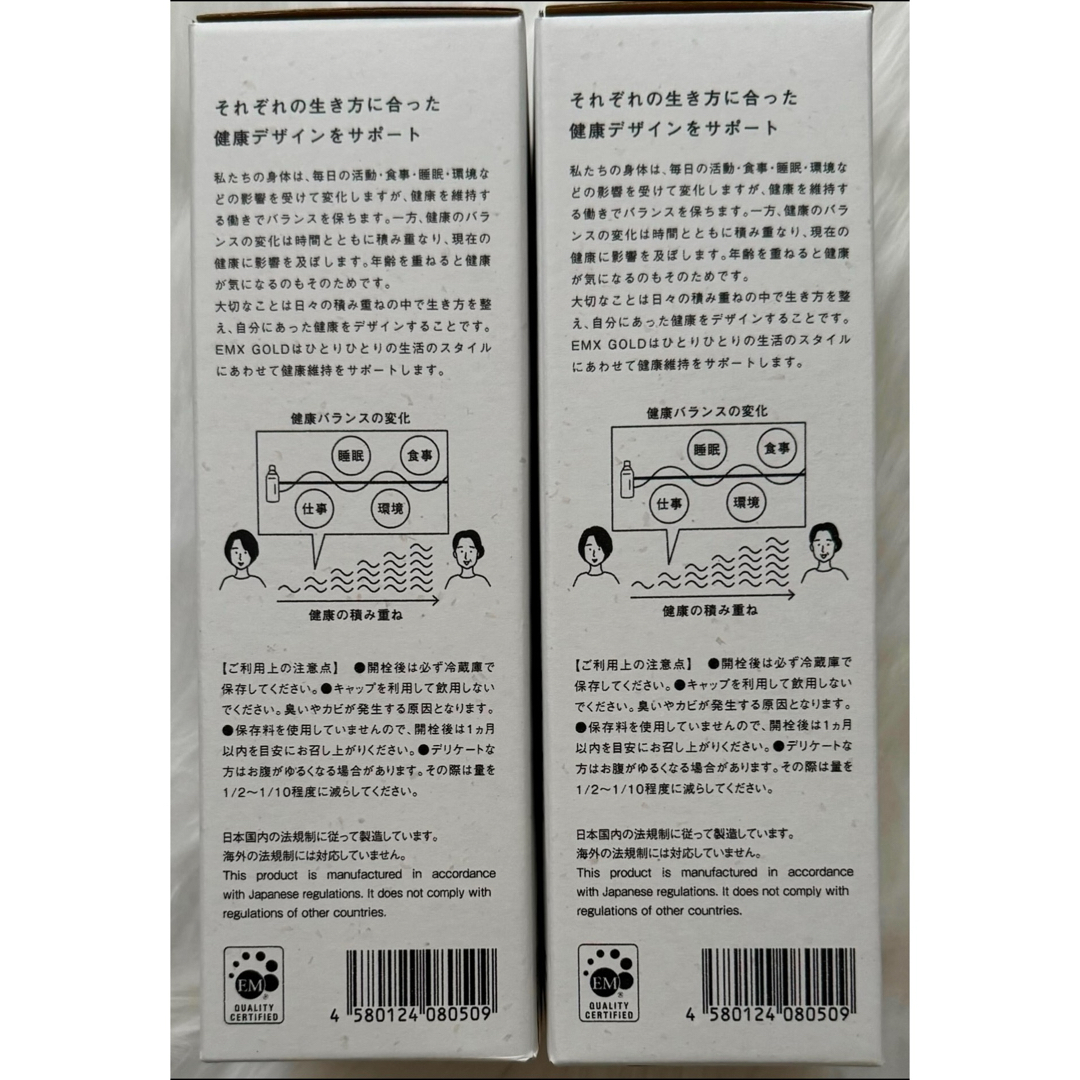 それぞれの生き方に合った
健康デザインをサポート
私たちの身体は、毎日の活動・食事・睡眠・環境な
どの影響を受けて変化しますが、健康を維持す
る働きでバランスを保ちます。一方、健康のバラ
ンスの変化は時間とともに積み重なり、現在の
健康に影響を及ぼします。年齢を重ねると健康
が気になるのもそのためです。
大切なことは日々の積み重ねの中で生き方を整
え、自分にあった健康をデザインすることです。
EMX GOLDはひとりひとりの生活のスタイル
にあわせて健康維持をサポートします。
健康バランスの変化
睡眠
食事
仕事
環境
健康の積み重ね
【ご利用上の注意点】 ●開栓後は必ず冷蔵庫で
保存してください。●キャップを利用して飲用しない
でください。臭いやカビが発生する原因となります。
●保存料を使用していませんので、開栓後は1ヵ月
以内を目安にお召し上がりください。●デリケートな
方はお腹がゆるくなる場合があります。その際は量を
1/2〜1/10程度に減らしてください。
日本国内の法規制に従って製造しています。
海外の法規制には対応していません。
This product is manufactured in accordance
with Japanese regulations. It does not comply with
regulations of other countries.
EM®
QUALITY
CERTIFIED
4 580124 080509
それぞれの生き方に合った
健康デザインをサポート
私たちの身体は、毎日の活動・食事・睡眠・環境な
どの影響を受けて変化しますが、健康を維持す
る働きでバランスを保ちます。一方、健康のバラ
ンスの変化は時間とともに積み重なり、現在の
健康に影響を及ぼします。年齢を重ねると健康
が気になるのもそのためです。
大切なことは日々の積み重ねの中で生き方を整
え、自分にあった健康をデザインすることです。
EMX GOLDはひとりひとりの生活のスタイル
にあわせて健康維持をサポートします。
健康バランスの変化
睡眠
食事
仕事
環境
健康の積み重ね
【ご利用上の注意点】 ●開栓後は必ず冷蔵庫で
保存してください。●キャップを利用して飲用しない
でください。臭いやカビが発生する原因となります。
●保存料を使用していませんので、開栓後は1ヵ月
以内を目安にお召し上がりください。●デリケートな
方はお腹がゆるくなる場合があります。その際は量を
1/2〜1/10程度に減らしてください。
日本国内の法規制に従って製造しています。
海外の法規制には対応していません。
This product is manufactured in accordance
with Japanese regulations. It does not comply with
regulations of other countries.
EM®
QUALITY
CERTIFIED
4 580124 080509